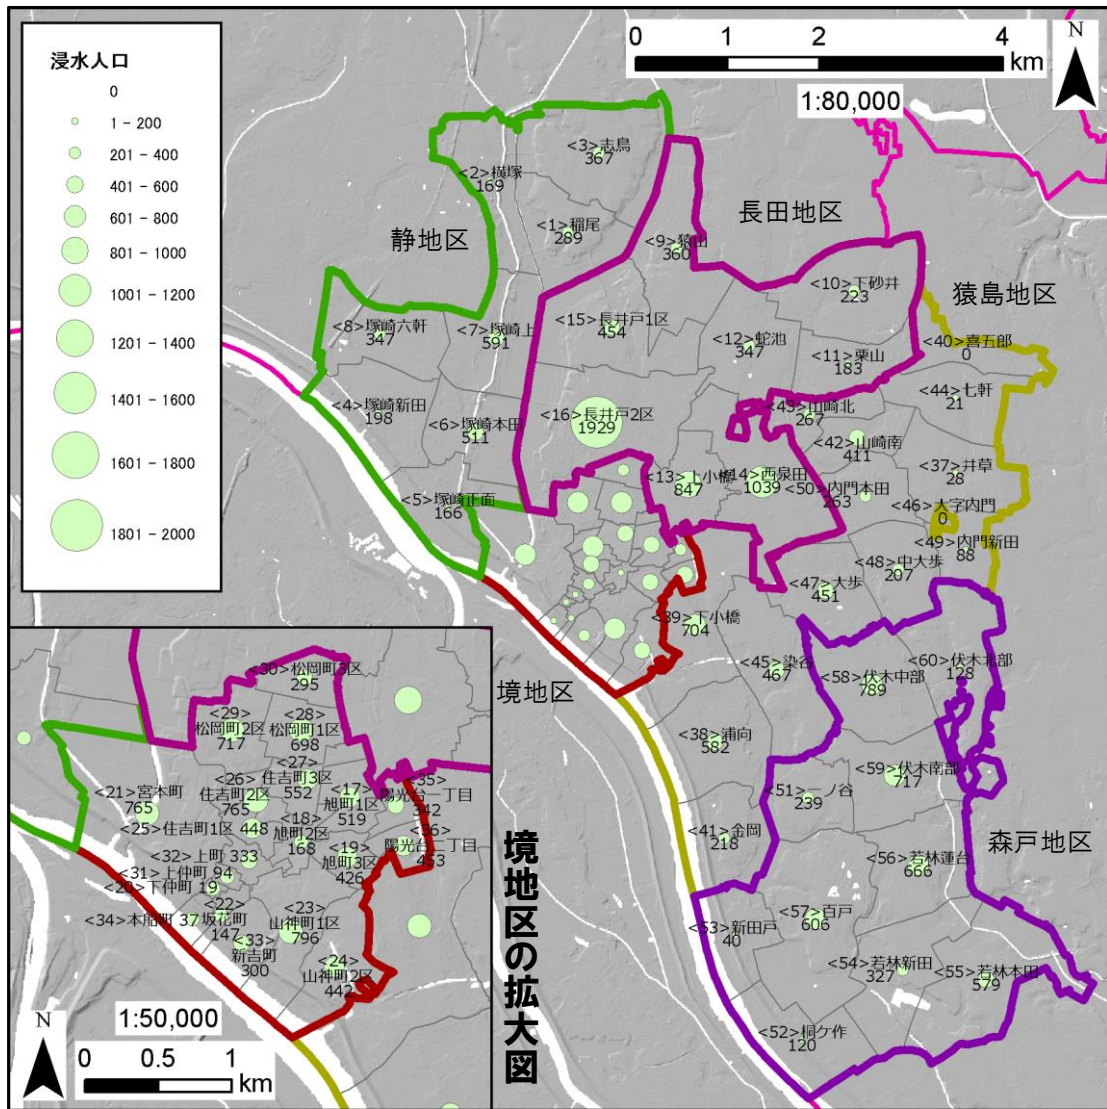 浸水人口
0
1 - 200
201 - 400
401 - 600
601 - 800
801 - 1000
1001 - 1200
1201 - 1400
1401 - 1600
1601 - 1800
1801 - 2000
0 1 2 4
km
1:80,000
N
静地区
長田地区
猿島地区
境地区
森戸地区
<3>志鳥
367
<2>横塚
169
<1>稲尾
289
<9>猿山
360
<10>下砂井
223
<8>塚崎六軒
347
<7>塚崎上
591
<15>長井戸1区
454
<12>蛇池
347
<11>栗山
183
<40>喜五郎
0
<44>七軒
21
<4>塚崎新田
198
<6>塚崎本田
511
<16>長井戸2区
1929
<43>山崎北
267
<42>山崎南
411
<13>上小橋
847
<14>西泉田
1039
<50>内門本田
263
<37>井草
28
<46>大字内門
0
<5>塚崎正面
166
<49>内門新田
88
<48>中大歩
207
<47>大歩
451
<39>下小橋
704
<45>染谷
467
<58>伏木中部
789
<60>伏木北部
128
<38>浦向
582
<59>伏木南部
717
<51>一ノ谷
239
<41>金岡
218
<56>若林蓮台
666
<57>百戸
606
<53>新田戸
40
<54>若林新田
327
<55>若林本田
579
<52>桐ケ作
120
境地区の拡大図
<30>松岡町3区
295
<29>
松岡町2区
717
<28>
松岡町1区
698
<27>
住吉町3区
552
<26>
住吉町2区
765
<21>宮本町
765
<17>
旭町1区
519
<35>
陽光台一丁目
342
<25>住吉町1区 448
<18>
旭町2区
168
<36>
陽光台二丁目
453
<19>
旭町3区
426
<32>上町 333
<31>上仲町 94
<20>下仲町 19
<34>本船町 37
<22>
坂花町
147
<23>
山神町1区
796
<33>
新吉町
300
<24>
山神町2区
442
N
1:50,000
0 0.5 1
km